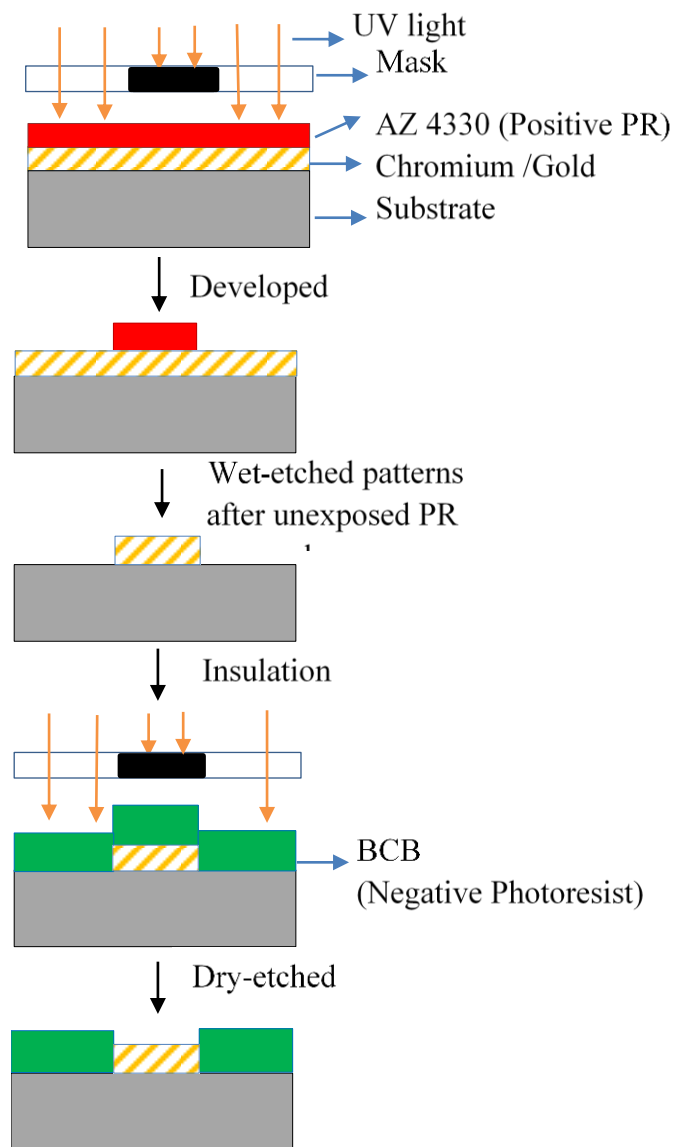 UV light
Mask
AZ 4330 (Positive PR)
Chromium /Gold
Substrate
Developed
Wet-etched patterns
after unexposed PR
Insulation
BCB
(Negative Photoresist)
Dry-etched